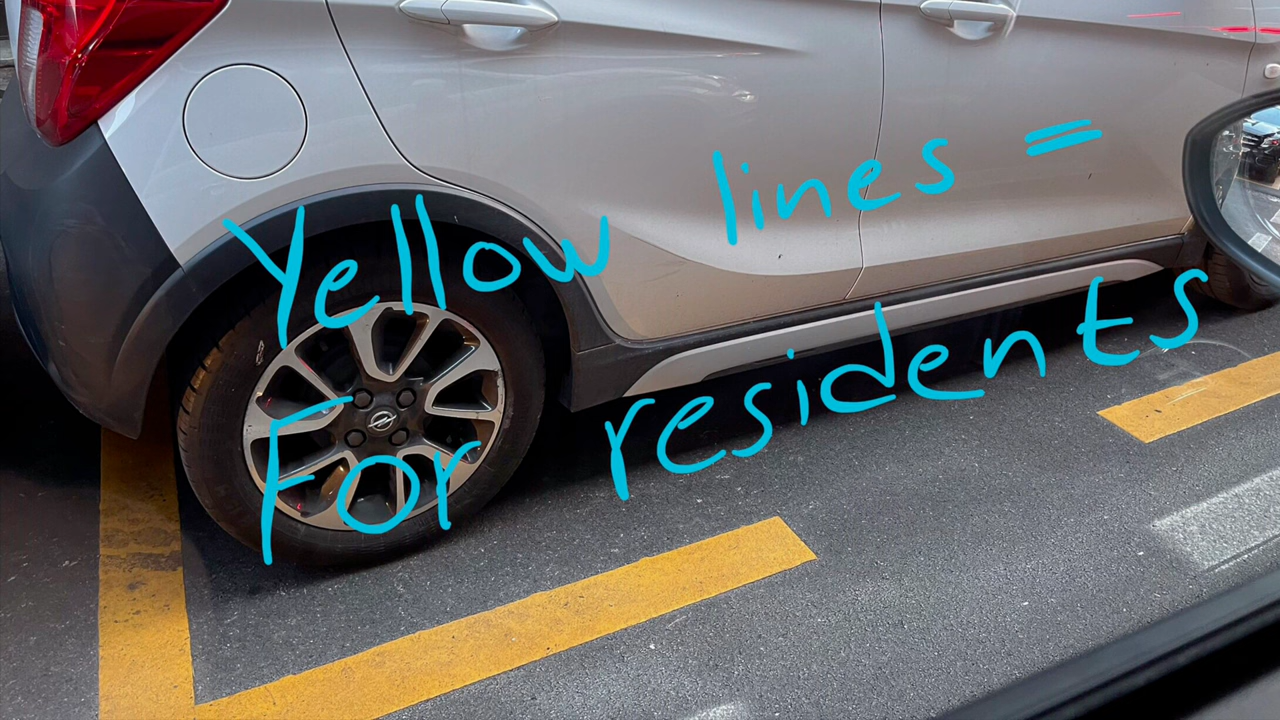 Yellow lines =
For residents